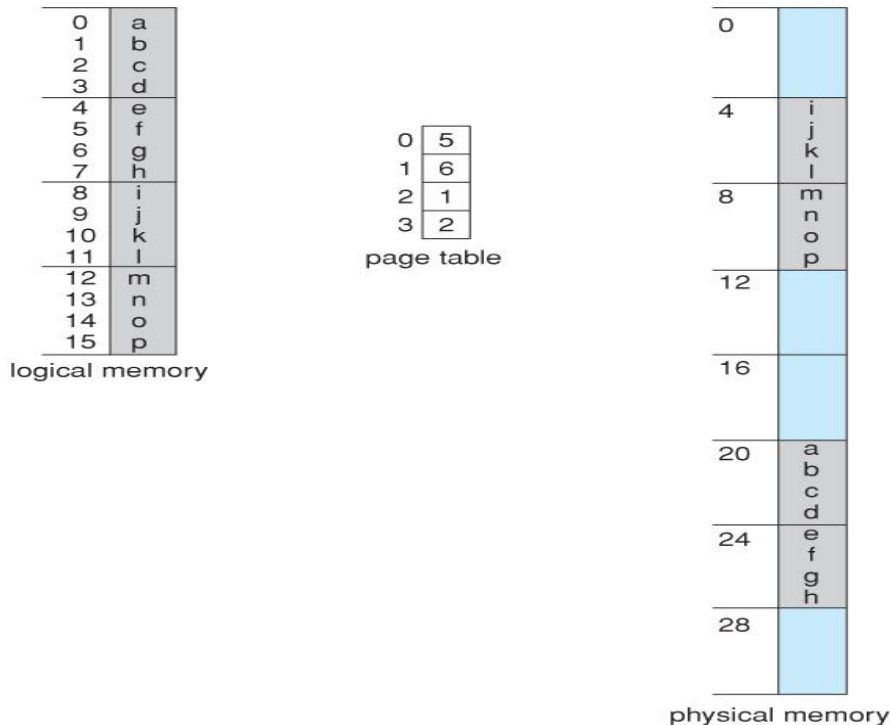 0 a
1 b
2 c
3 d
4 e
5 f
6 g
7 h
8 i
9 j
10 k
11 l
12 m
13 n
14 o
15 p
logical memory
0 5
1 6
2 1
3 2
page table
0
4 i
j
k
l
8 m
n
o
p
12
16
20 a
b
c
d
24 e
f
g
h
28
physical memory